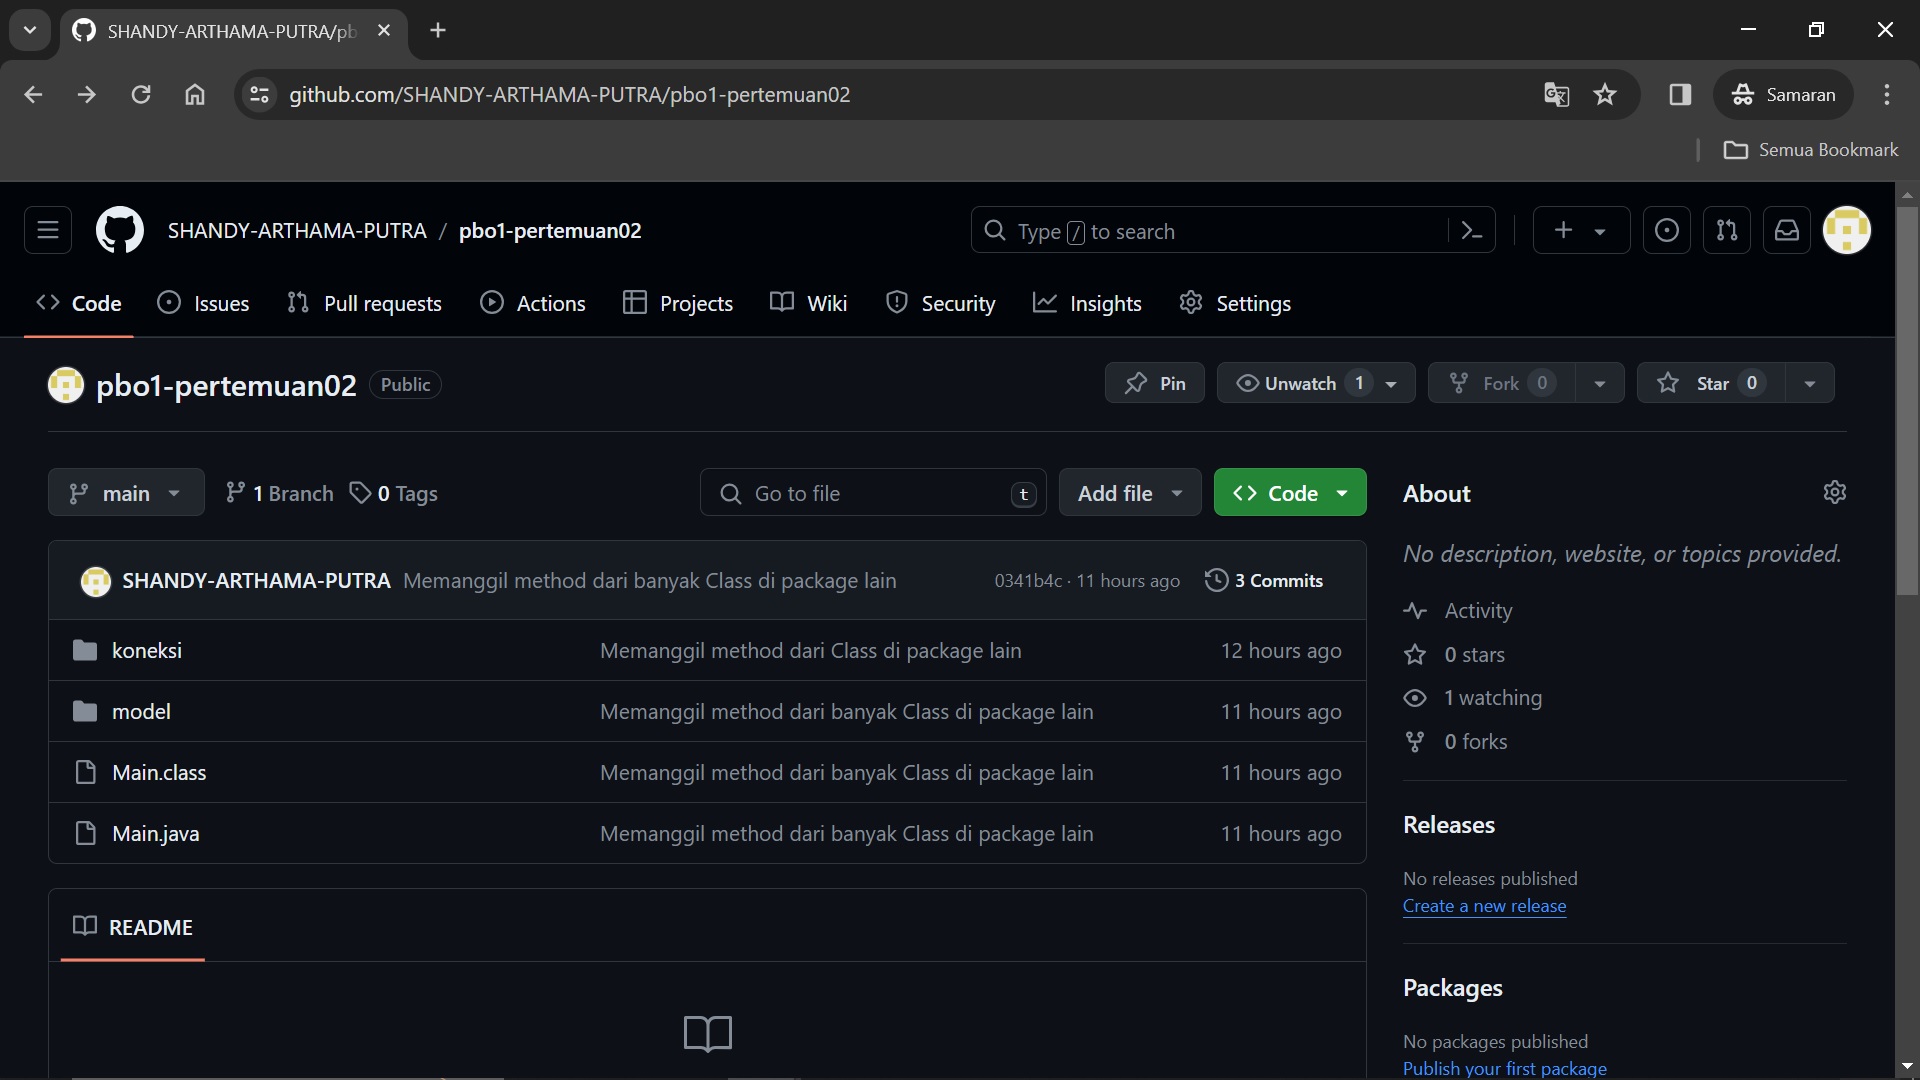 SHANDY-ARTHAMA-PUTRA/pb
github.com/SHANDY-ARTHAMA-PUTRA/pbo1-pertemuan02
Samaran
Semua Bookmark
SHANDY-ARTHAMA-PUTRA / pbo1-pertemuan02
Type / to search
Code Issues Pull requests Actions Projects Wiki Security Insights Settings
pbo1-pertemuan02 Public
Pin Unwatch 1 Fork 0 Star 0
main 1 Branch 0 Tags
Go to file t Add file Code
SHANDY-ARTHAMA-PUTRA Memanggil method dari banyak Class di package lain 0341b4c · 11 hours ago 3 Commits
koneksi Memanggil method dari Class di package lain 12 hours ago
model Memanggil method dari banyak Class di package lain 11 hours ago
Main.class Memanggil method dari banyak Class di package lain 11 hours ago
Main.java Memanggil method dari banyak Class di package lain 11 hours ago
README
About
No description, website, or topics provided.
Activity
0 stars
1 watching
0 forks
Releases
No releases published
Create a new release
Packages
No packages published
Publish your first package